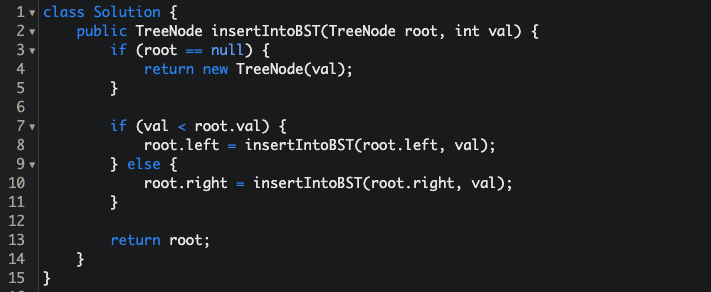 1 class Solution {
2     public TreeNode insertIntoBST(TreeNode root, int val) {
3         if (root == null) {
4             return new TreeNode(val);
5         }
6
7         if (val < root.val) {
8             root.left = insertIntoBST(root.left, val);
9         } else {
10             root.right = insertIntoBST(root.right, val);
11         }
12
13         return root;
14     }
15 }